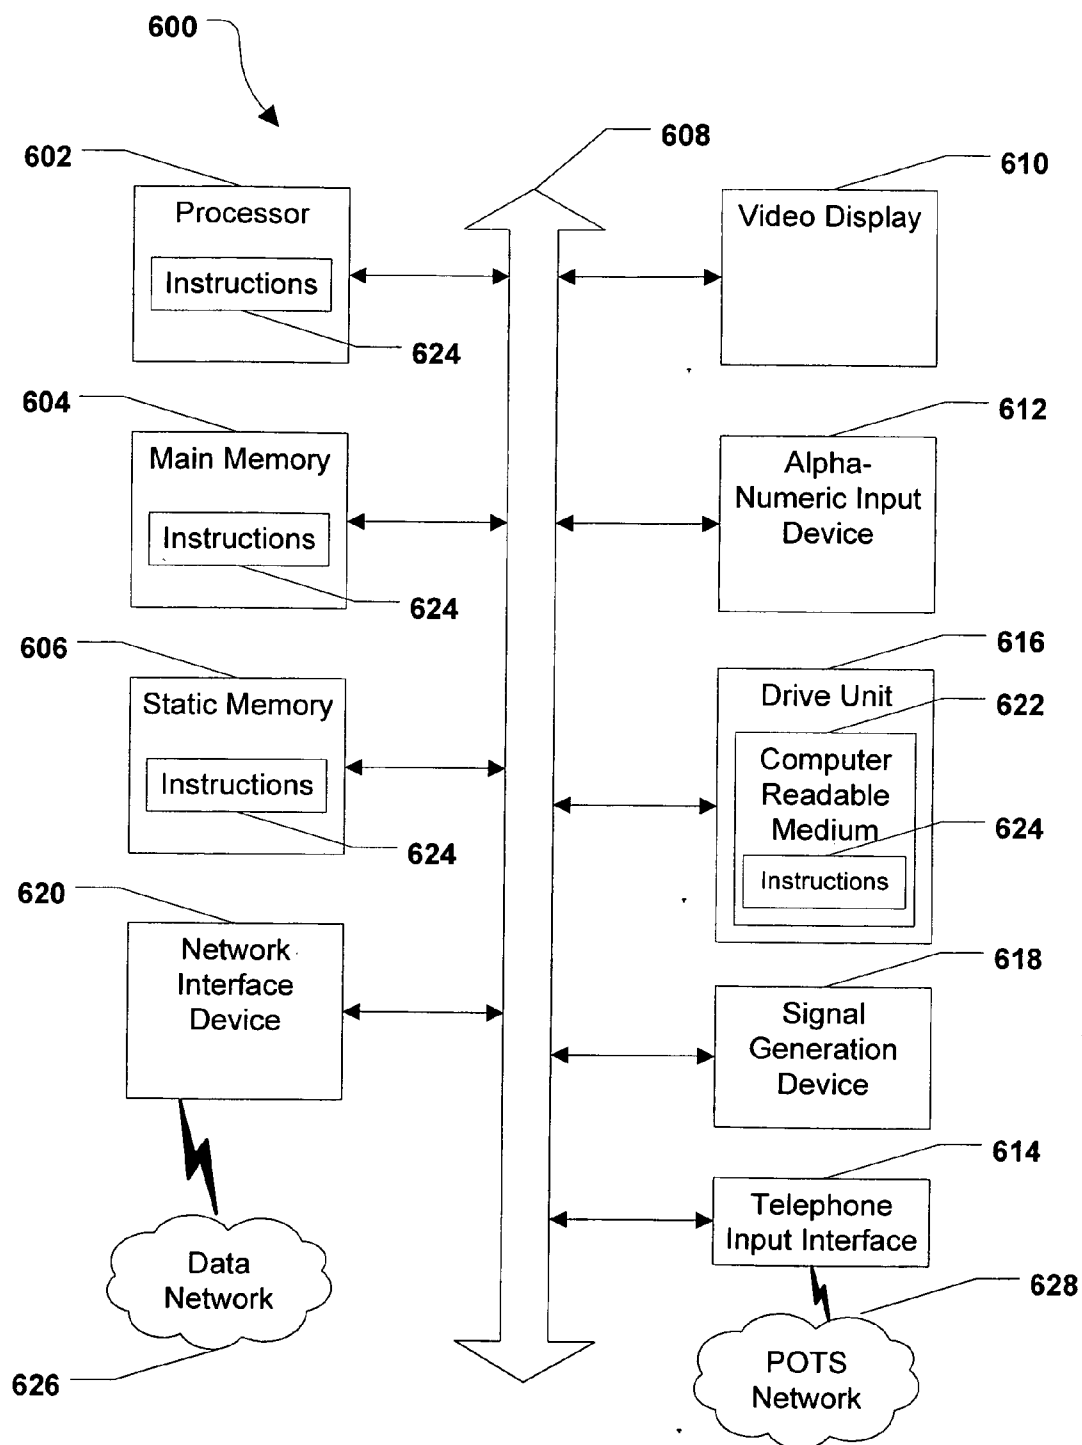 600
608
602
610
Processor
Instructions
624
Video Display
604
612
Main Memory
Instructions
624
Alpha-
Numeric Input
Device
606
616
Static Memory
Instructions
624
Drive Unit
622
Computer
Readable
Medium
624
Instructions
620
Network
Interface
Device
618
Signal
Generation
Device
614
Telephone
Input Interface
Data
Network
626
628
POTS
Network